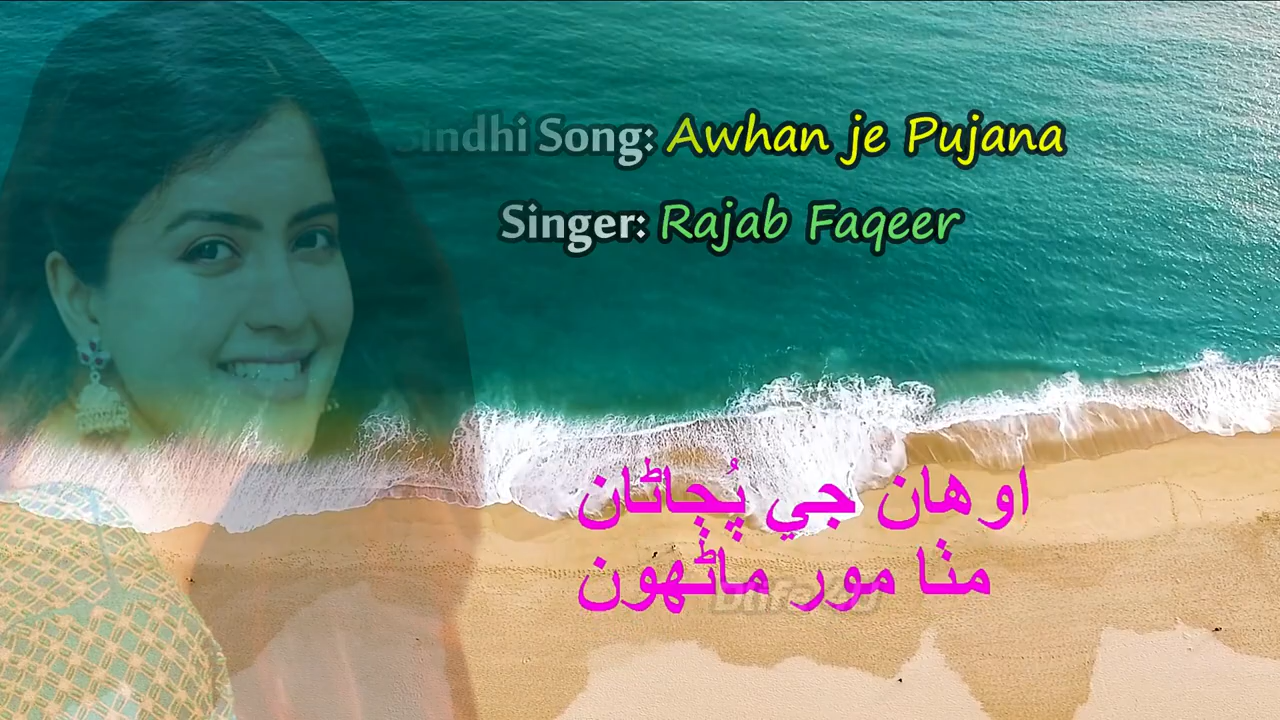 Sindhi Song: Awhan je Pujana
Singer: Rajab Faqeer
اوهان جي پُڄاڻان
مٺا مور ماڻهون